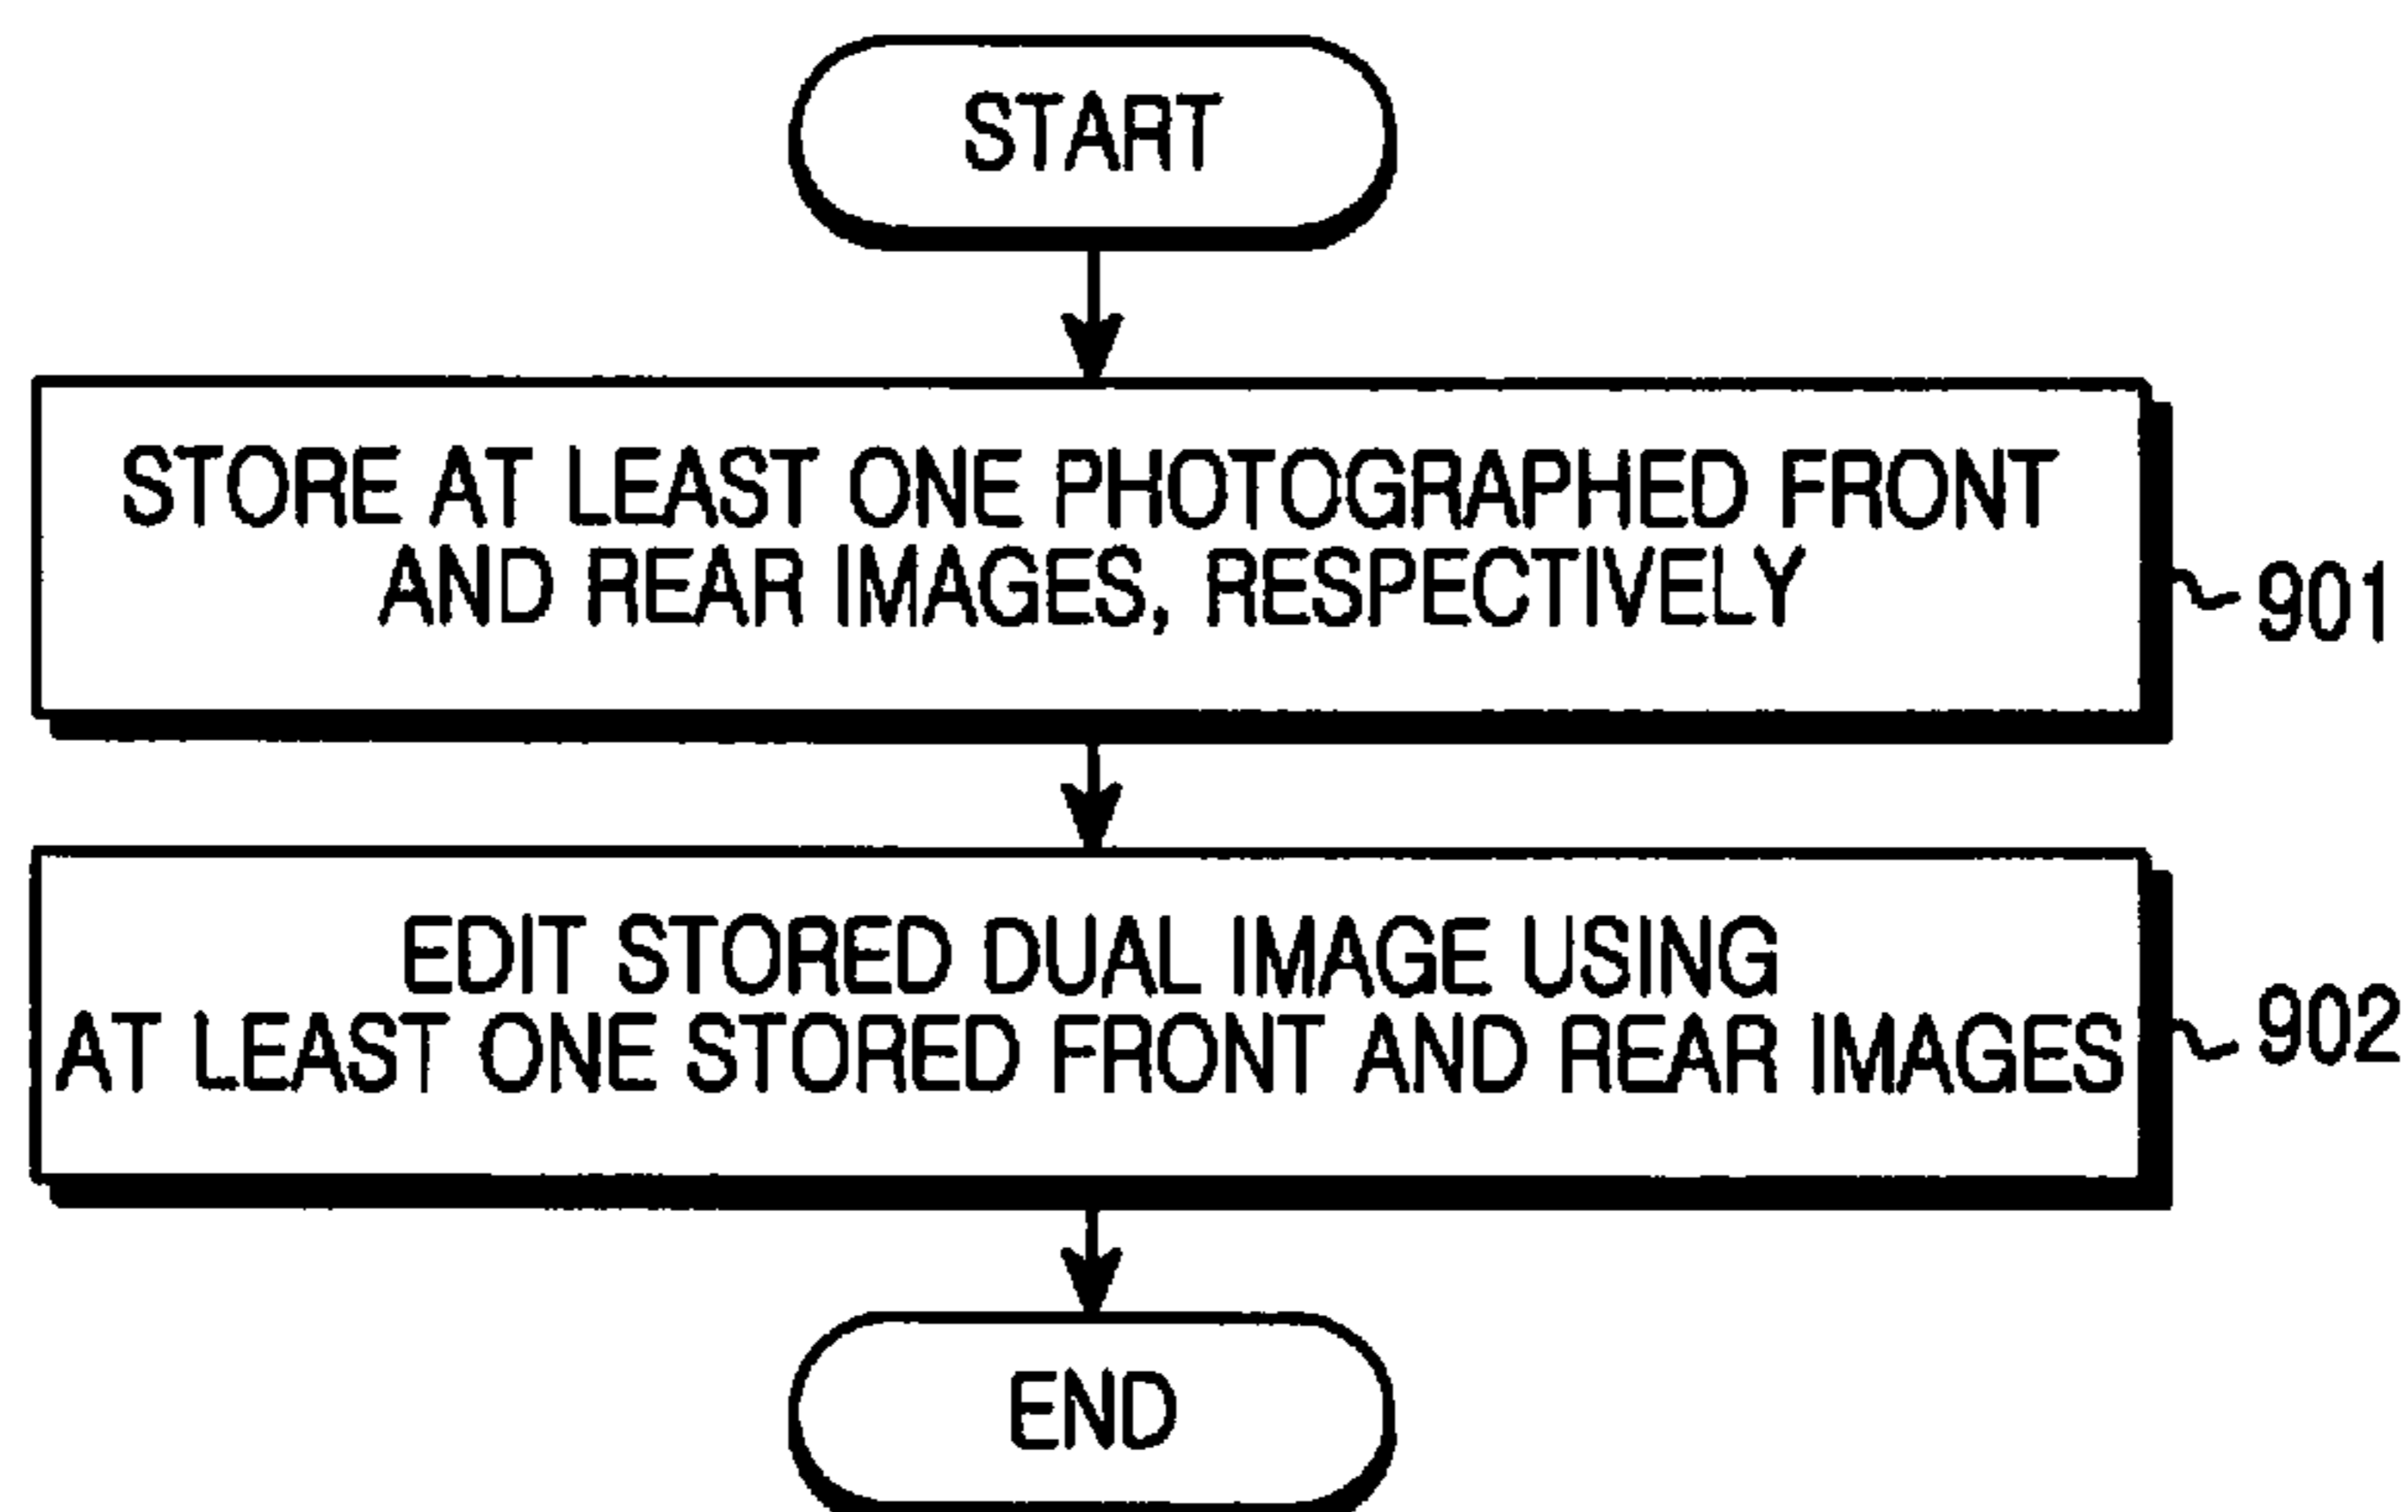 START
STORE AT LEAST ONE PHOTOGRAPHED FRONT
AND REAR IMAGES, RESPECTIVELY
901
EDIT STORED DUAL IMAGE USING
AT LEAST ONE STORED FRONT AND REAR IMAGES
902
END